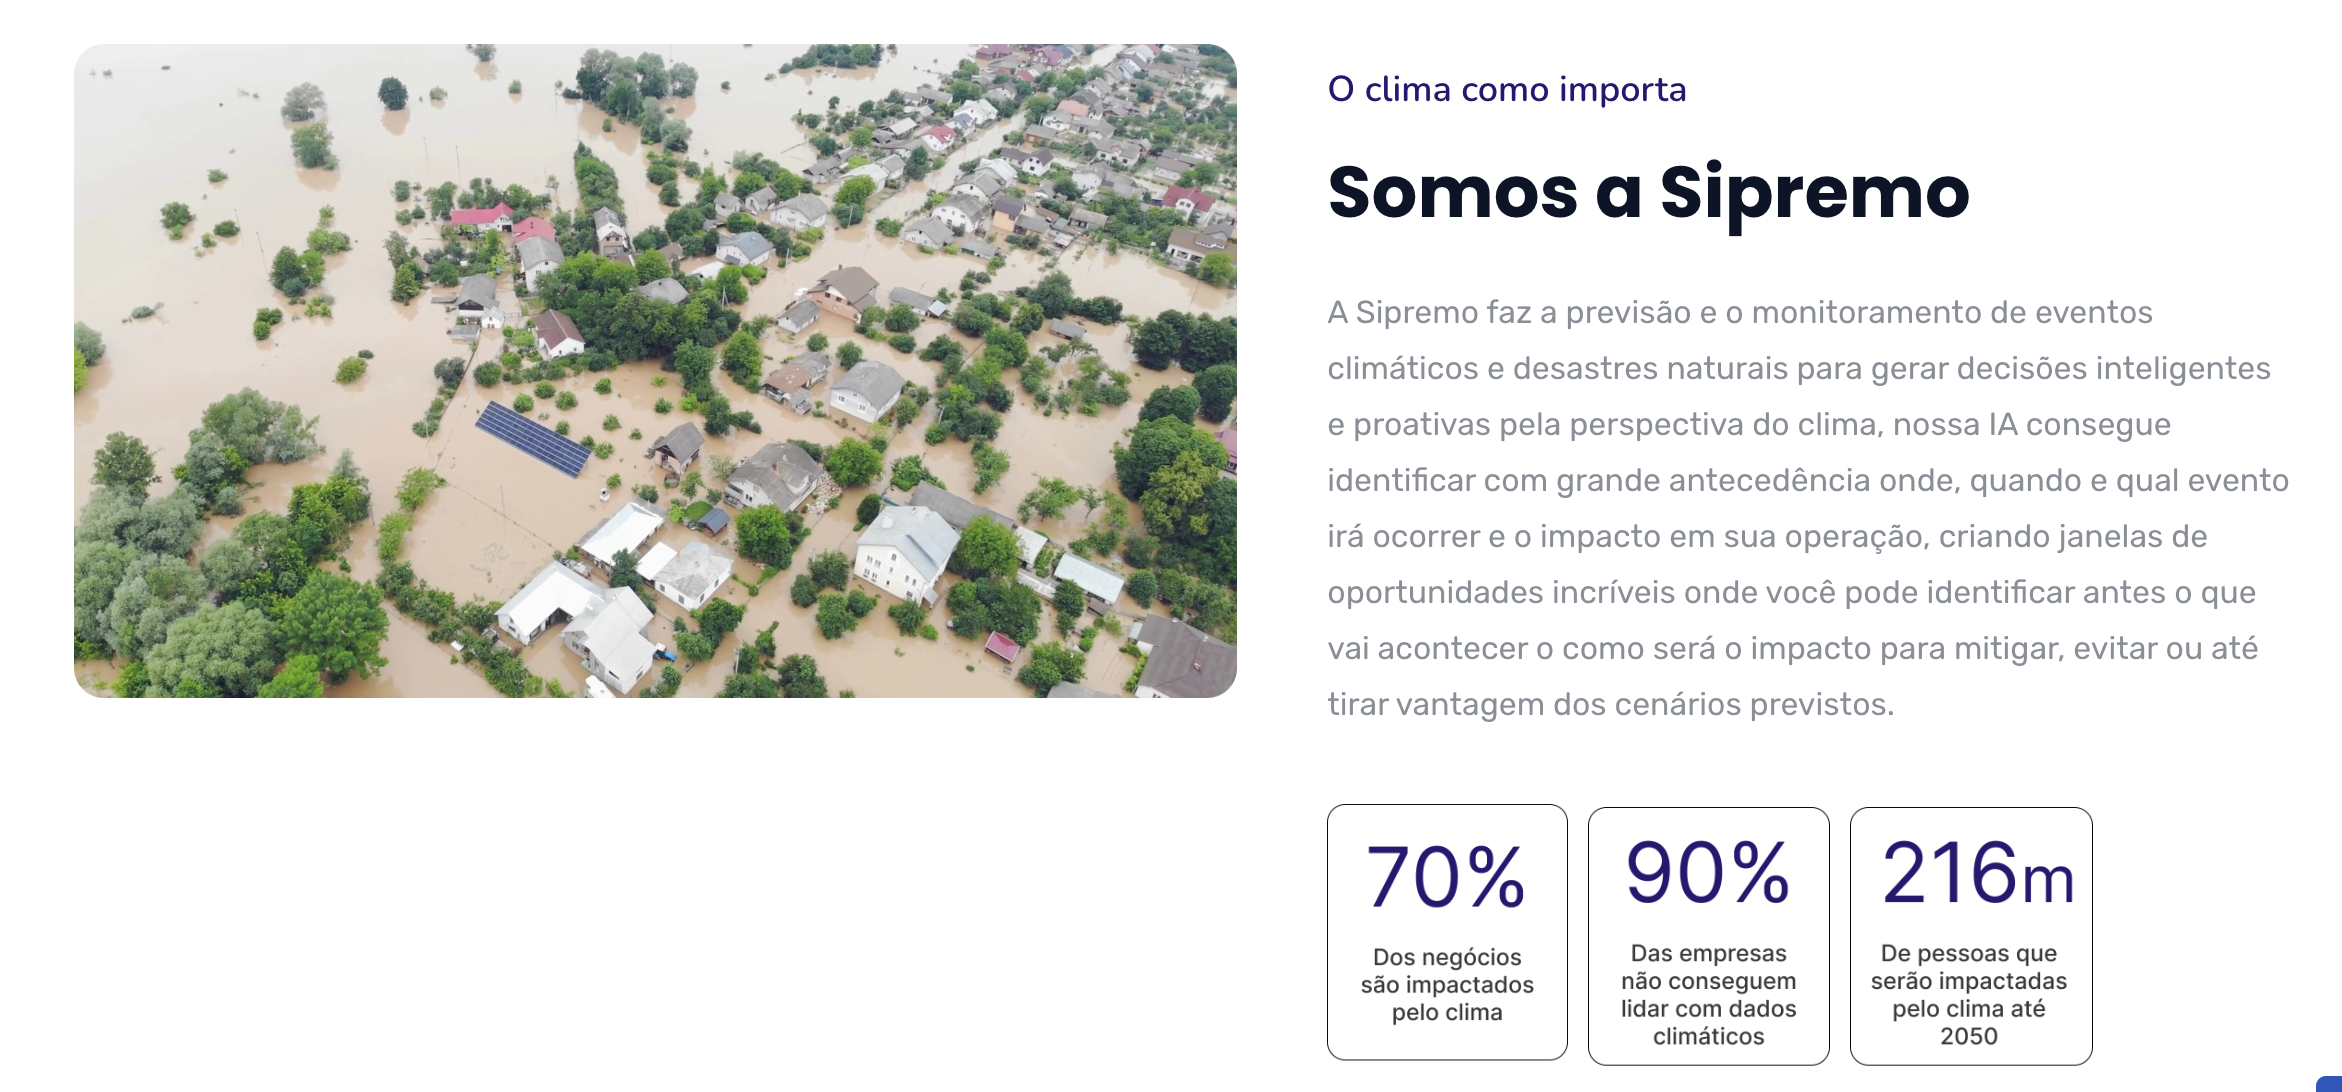 O clima como importa
Somos a Sipremo
A Sipremo faz a previsão e o monitoramento de eventos
climáticos e desastres naturais para gerar decisões inteligentes
e proativas pela perspectiva do clima, nossa IA consegue
identificar com grande antecedência onde, quando e qual evento
irá ocorrer e o impacto em sua operação, criando janelas de
oportunidades incríveis onde você pode identificar antes o que
vai acontecer o como será o impacto para mitigar, evitar ou até
tirar vantagem dos cenários previstos.
70%
Dos negócios
são impactados
pelo clima
90%
Das empresas
não conseguem
lidar com dados
climáticos
216m
De pessoas que
serão impactadas
pelo clima até
2050